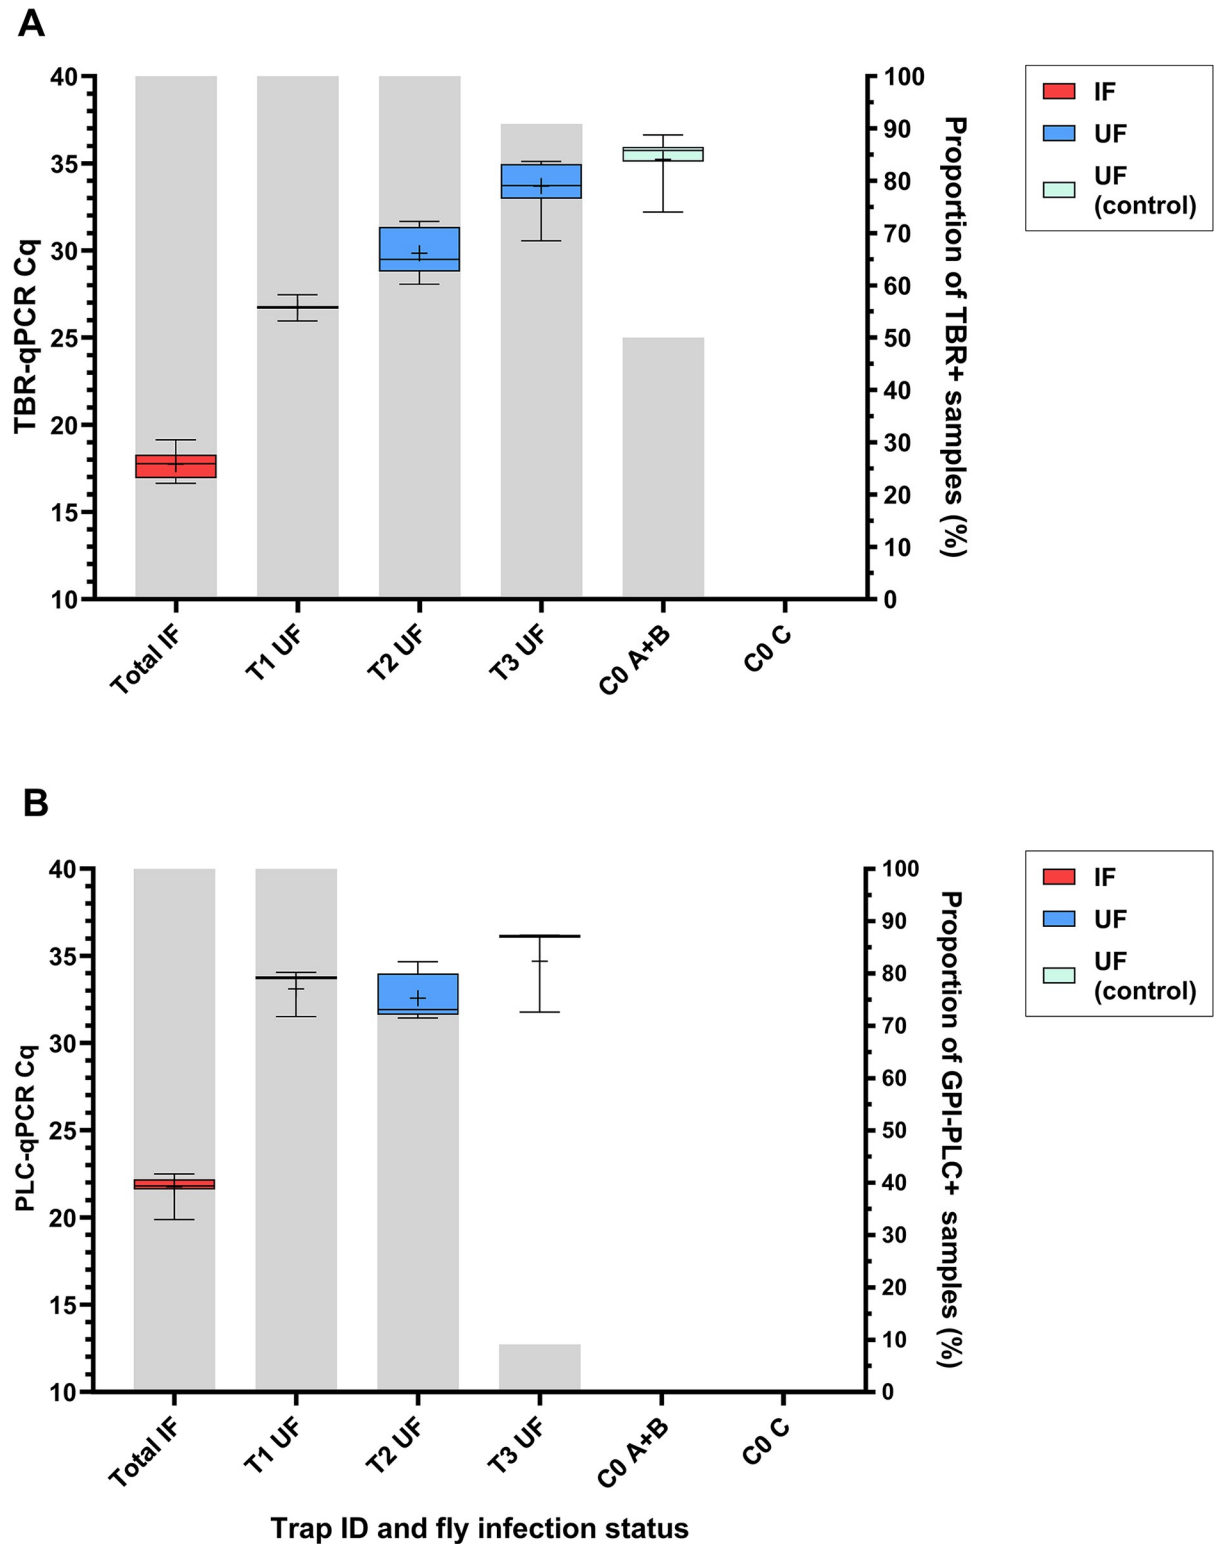 A
TBR-qPCR Cq
40
35
30
25
20
15
10
100
90
80
70
60
50
40
30
20
10
0
Proportion of TBR+ samples (%)
Total IF
T1 UF
T2 UF
T3 UF
C0 A+B
C0 C
IF
UF
UF
(control)
B
PLC-qPCR Cq
40
35
30
25
20
15
10
100
90
80
70
60
50
40
30
20
10
0
Proportion of GPI-PLC+ samples (%)
Total IF
T1 UF
T2 UF
T3 UF
C0 A+B
C0 C
IF
UF
UF
(control)
Trap ID and fly infection status